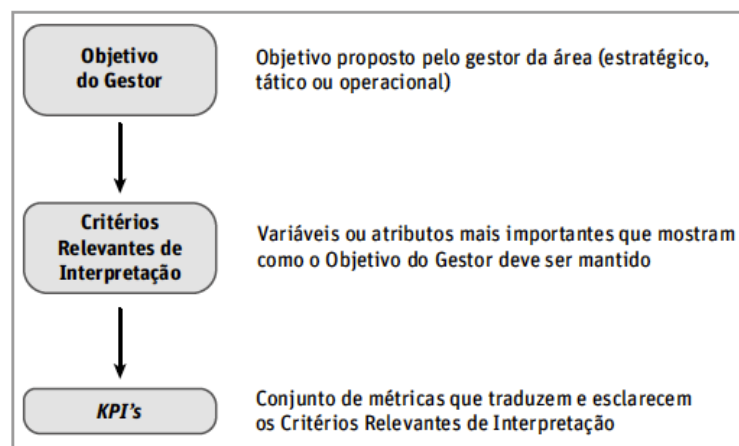 Objetivo
do Gestor
Objetivo proposto pelo gestor da área (estratégico,
tático ou operacional)
Critérios
Relevantes de
Interpretação
Variáveis ou atributos mais importantes que mostram
como o Objetivo do Gestor deve ser mantido
KPI's
Conjunto de métricas que traduzem e esclarecem
os Critérios Relevantes de Interpretação